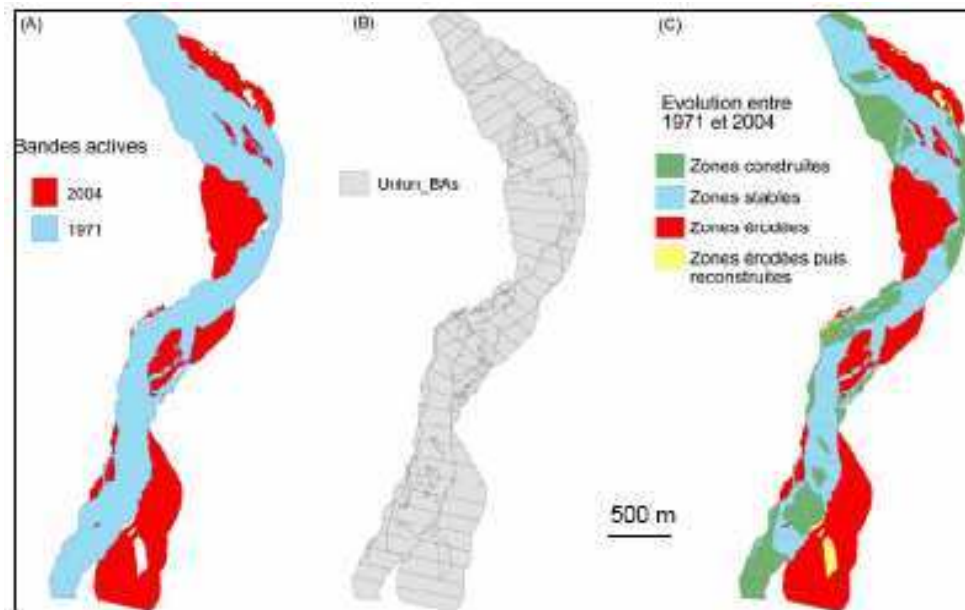 (A)
Bandes actives
2004
1971
(B)
(C)
Evolution entre
1971 et 2004
Zones construites
Zones stables
Zones érodées
Zones érodées puis
reconstruites
500 m